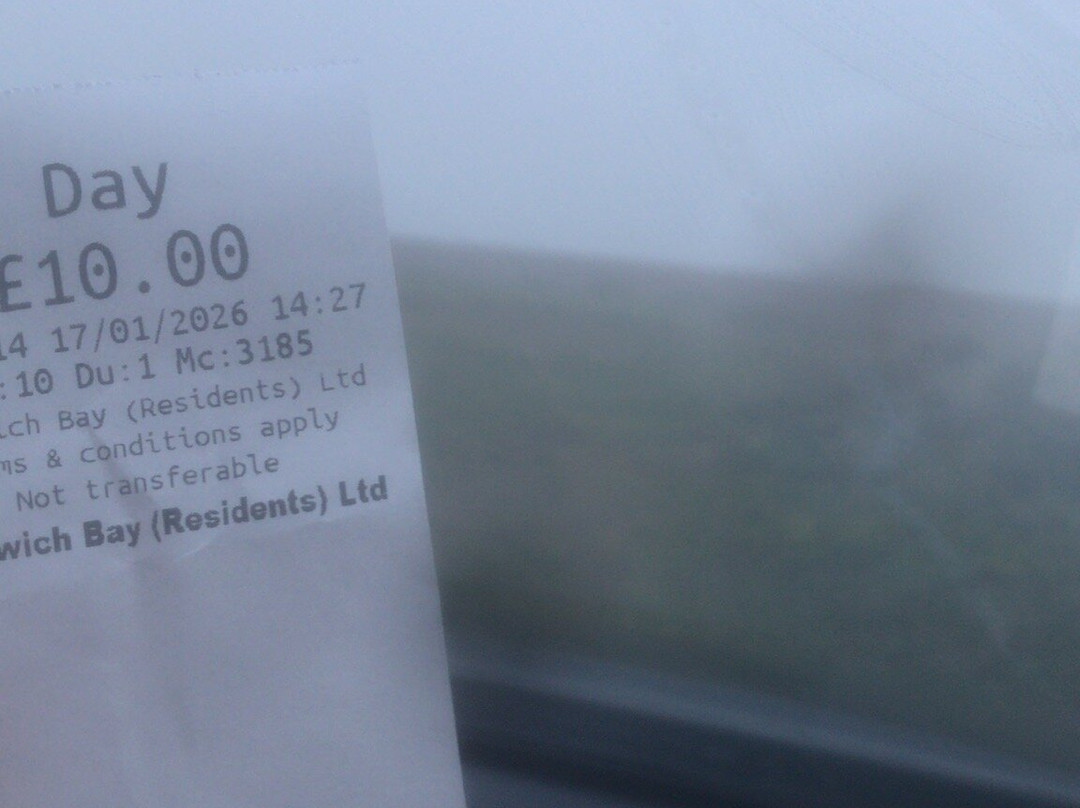 Day
£10.00
14 17/01/2026 14:27
:10 Du:1 Mc:3185
ich Bay (Residents) Ltd
ms & conditions apply
Not transferable
wich Bay (Residents) Ltd